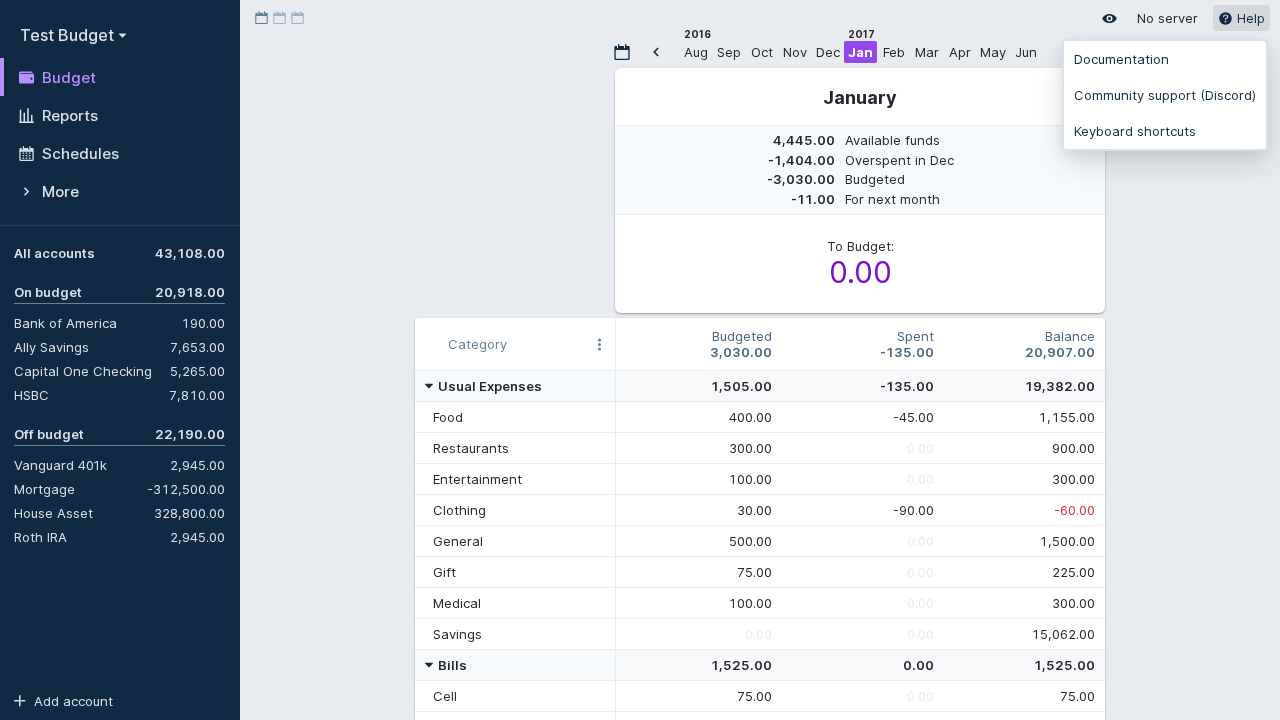 Test Budget
Budget
Reports
Schedules
More
All accounts 43,108.00
On budget 20,918.00
Bank of America 190.00
Ally Savings 7,653.00
Capital One Checking 5,265.00
HSBC 7,810.00
Off budget 22,190.00
Vanguard 401k 2,945.00
Mortgage -312,500.00
House Asset 328,800.00
Roth IRA 2,945.00
Add account
No server Help
2016 2017
Aug Sep Oct Nov Dec Jan Feb Mar Apr May Jun
Documentation
Community support (Discord)
Keyboard shortcuts
January
4,445.00 Available funds
-1,404.00 Overspent in Dec
-3,030.00 Budgeted
-11.00 For next month
To Budget:
0.00
Category Budgeted Spent Balance
3,030.00 -135.00 20,907.00
Usual Expenses 1,505.00 -135.00 19,382.00
Food 400.00 -45.00 1,155.00
Restaurants 300.00 0.00 900.00
Entertainment 100.00 0.00 300.00
Clothing 30.00 -90.00 -60.00
General 500.00 0.00 1,500.00
Gift 75.00 0.00 225.00
Medical 100.00 0.00 300.00
Savings 0.00 0.00 15,062.00
Bills 1,525.00 0.00 1,525.00
Cell 75.00 0.00 75.00